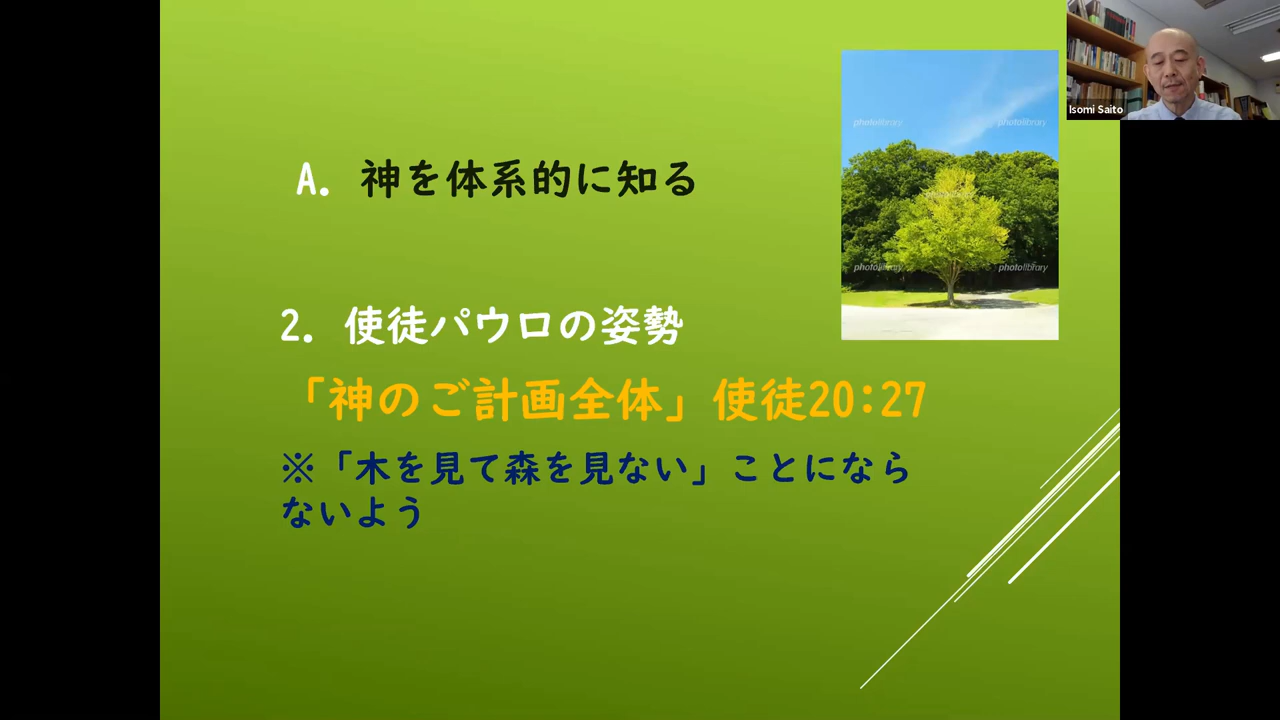 A. 神を体系的に知る
2. 使徒パウロの姿勢
「神のご計画全体」使徒20:27
※「木を見て森を見ない」ことになら
ないよう
photolibrary
photolibrary
photolibrary
photolibrary
photolibrary
Isomi Saito